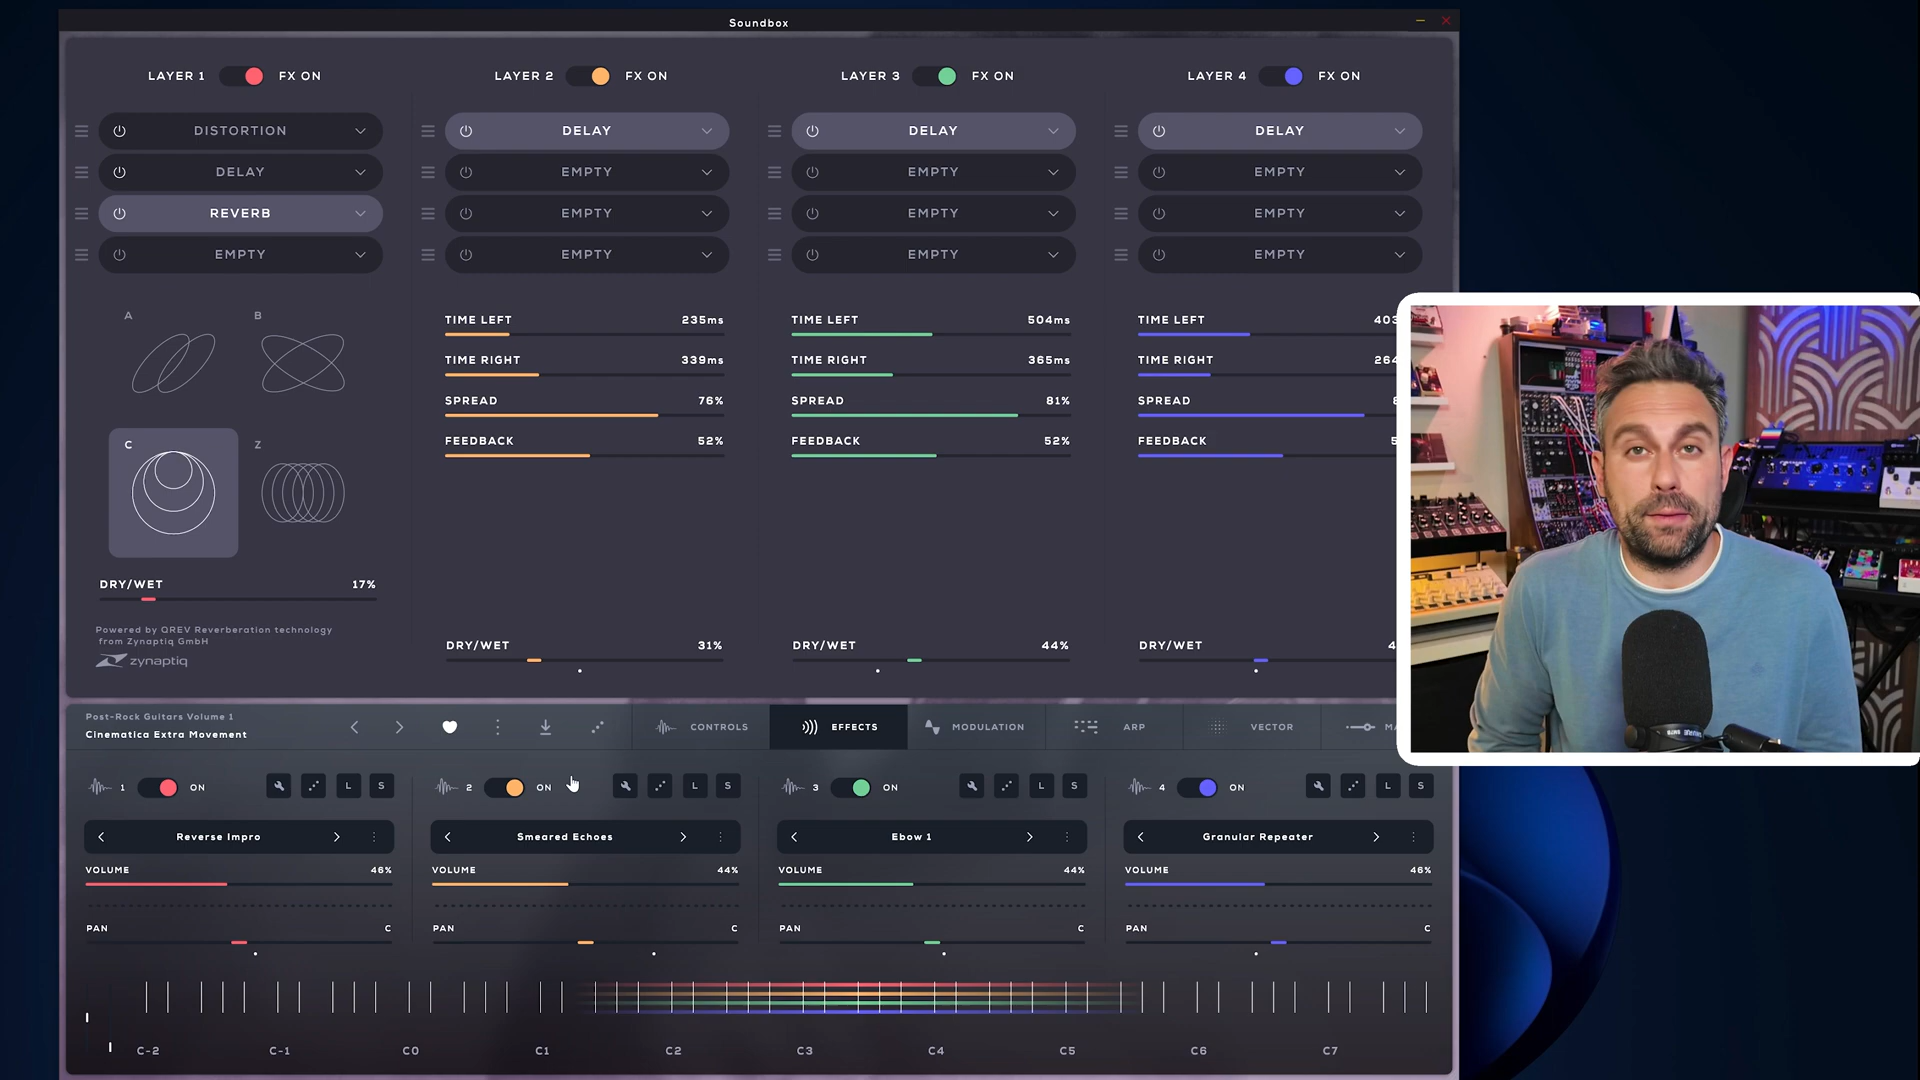 Soundbox
LAYER 1 FX ON
LAYER 2 FX ON
LAYER 3 FX ON
LAYER 4 FX ON
DISTORTION
DELAY
DELAY
DELAY
DELAY
EMPTY
EMPTY
EMPTY
REVERB
EMPTY
EMPTY
EMPTY
EMPTY
EMPTY
EMPTY
EMPTY
A
B
C
Z
DRY/WET 17%
Powered by QREV Reverberation technology
from Zynaptiq GmbH
zynaptiq
TIME LEFT 235ms
TIME RIGHT 339ms
SPREAD 76%
FEEDBACK 52%
DRY/WET 31%
TIME LEFT 504ms
TIME RIGHT 365ms
SPREAD 81%
FEEDBACK 52%
DRY/WET 44%
TIME LEFT 403
TIME RIGHT 264
SPREAD
FEEDBACK
DRY/WET 4
Post-Rock Guitars Volume 1
Cinematica Extra Movement
CONTROLS
EFFECTS
MODULATION
ARP
VECTOR
1 ON L S
2 ON L S
3 ON L S
4 ON L S
Reverse Impro
Smeared Echoes
Ebow 1
Granular Repeater
VOLUME 46%
VOLUME 44%
VOLUME 44%
VOLUME 46%
PAN C
PAN C
PAN C
PAN C
C-2 C-1 C0 C1 C2 C3 C4 C5 C6 C7